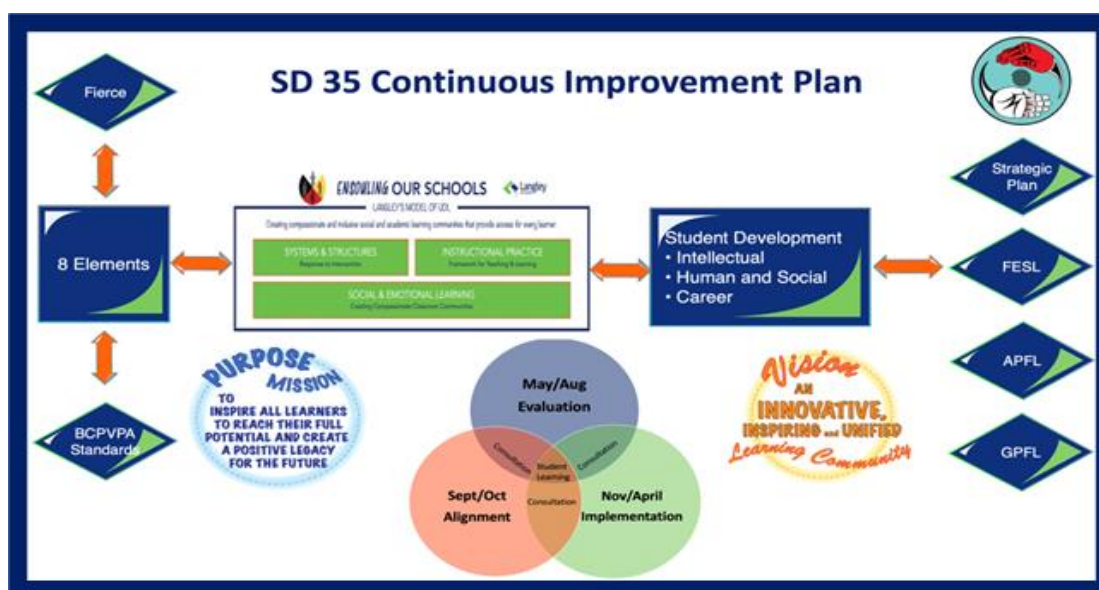 SD 35 Continuous Improvement Plan
Fierce
8 Elements
BCPVPA
Standards
ENSOULING OUR SCHOOLS
Langley
LANGLEY'S MODEL OF UDL
Creating compassionate and inclusive social and academic learning communities that provide access for every learner
SYSTEMS & STRUCTURES
Response to Intervention
INSTRUCTIONAL PRACTICE
Framework for Teaching & Learning
SOCIAL & EMOTIONAL LEARNING
Creating Compassionate Classroom Communities
Student Development
• Intellectual
• Human and Social
• Career
Strategic
Plan
FESL
APFL
GPFL
PURPOSE
MISSION
TO
INSPIRE ALL LEARNERS
TO REACH THEIR FULL
POTENTIAL AND CREATE
A POSITIVE LEGACY
FOR THE FUTURE
May/Aug
Evaluation
Consultation
Consultation
Student
Learning
Consultation
Sept/Oct
Alignment
Nov/April
Implementation
Vision
AN
INNOVATIVE,
INSPIRING and UNIFIED
Learning Community